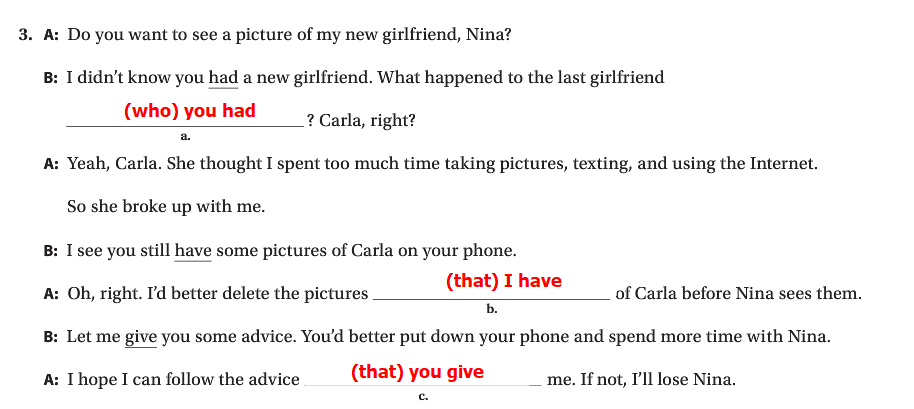 3. A: Do you want to see a picture of my new girlfriend, Nina?
B: I didn't know you had a new girlfriend. What happened to the last girlfriend
(who) you had ? Carla, right?
a.
A: Yeah, Carla. She thought I spent too much time taking pictures, texting, and using the Internet.
So she broke up with me.
B: I see you still have some pictures of Carla on your phone.
A: Oh, right. I'd better delete the pictures (that) I have of Carla before Nina sees them.
b.
B: Let me give you some advice. You'd better put down your phone and spend more time with Nina.
A: I hope I can follow the advice (that) you give me. If not, I'll lose Nina.
c.